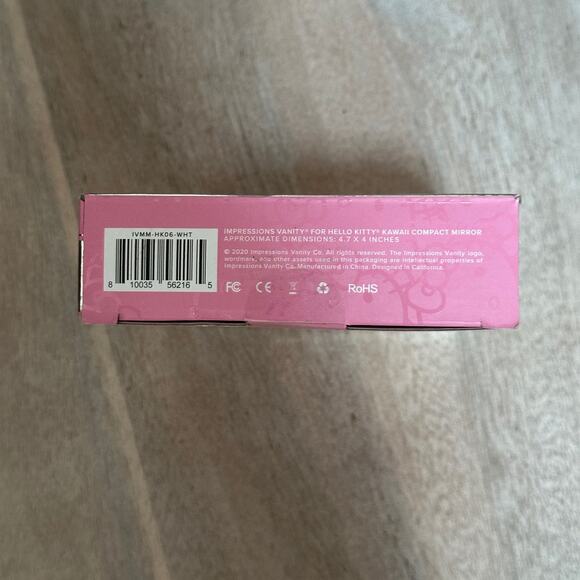 IVMM-HK06-WHT
8 10035 56216 5
IMPRESSIONS VANITY® FOR HELLO KITTY® KAWAII COMPACT MIRROR
APPROXIMATE DIMENSIONS: 4.7 X 4 INCHES
© 2020 Impressions Vanity Co. All rights reserved. The Impressions Vanity logo,
wordmark, and other assets used in this packaging are intellectual properties of
Impressions Vanity Co. Manufactured in China. Designed in California.
FC CE RoHS